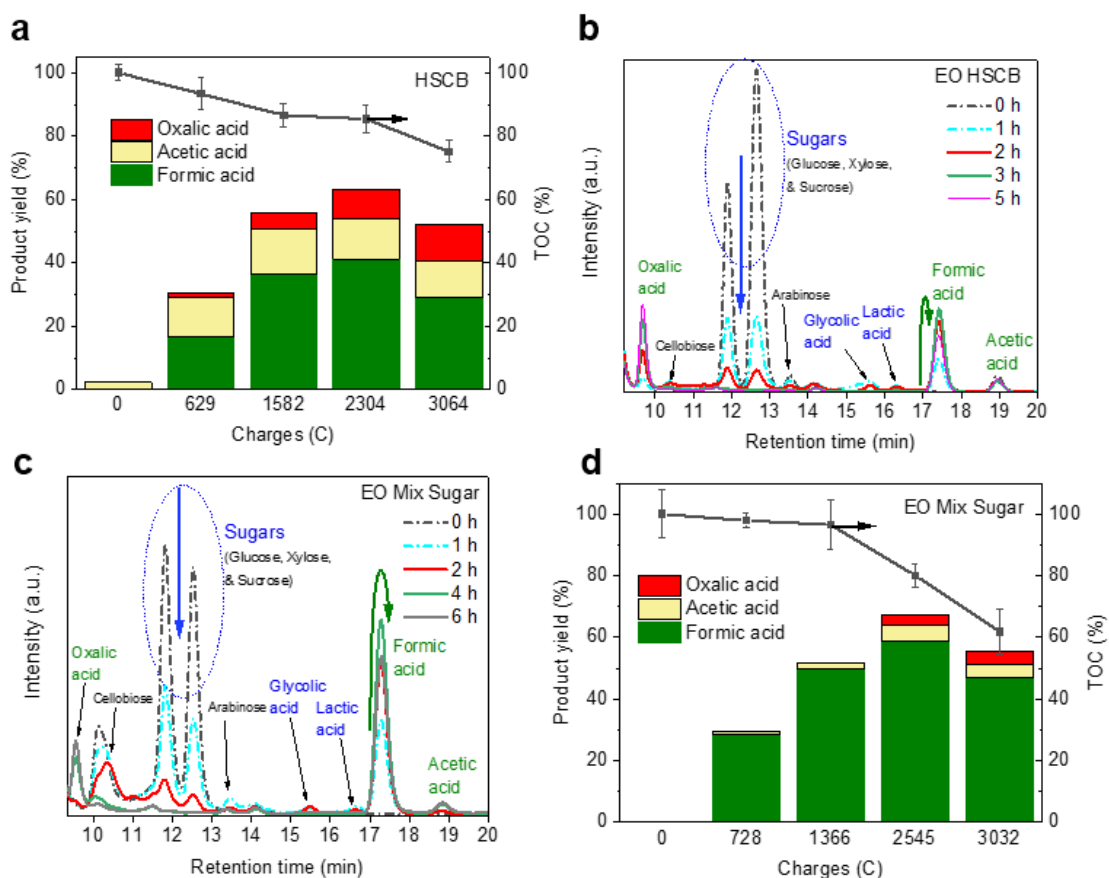 a
HSCB
Oxalic acid
Acetic acid
Formic acid
Product yield (%)
TOC (%)
100
80
60
40
20
0
100
80
60
40
20
0
0 629 1582 2304 3064
Charges (C)
b
EO HSCB
0 h
1 h
2 h
3 h
5 h
Sugars
(Glucose, Xylose,
& Sucrose)
Intensity (a.u.)
Oxalic
acid
Cellobiose
Arabinose
Glycolic
acid
Lactic
acid
Formic
acid
Acetic
acid
10 11 12 13 14 15 16 17 18 19 20
Retention time (min)
c
EO Mix Sugar
0 h
1 h
2 h
4 h
6 h
Sugars
(Glucose, Xylose,
& Sucrose)
Intensity (a.u.)
Oxalic
acid
Cellobiose
Arabinose
Glycolic
acid
Lactic
acid
Formic
acid
Acetic
acid
10 11 12 13 14 15 16 17 18 19 20
Retention time (min)
d
EO Mix Sugar
Oxalic acid
Acetic acid
Formic acid
Product yield (%)
TOC (%)
100
80
60
40
20
0
100
80
60
40
20
0
0 728 1366 2545 3032
Charges (C)